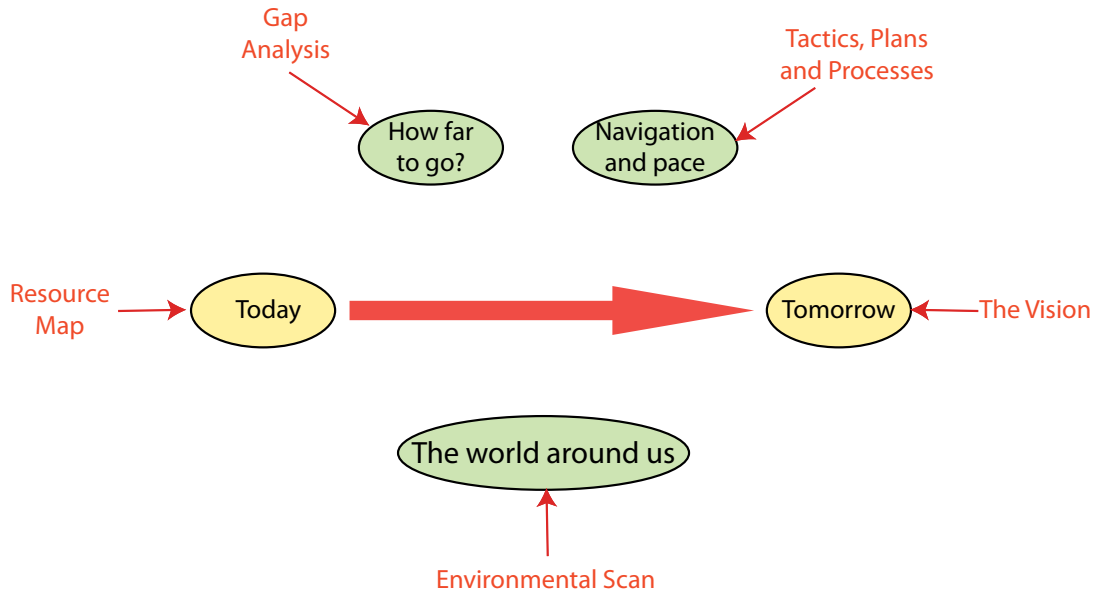 Gap
Analysis
Tactics, Plans
and Processes
How far
to go?
Navigation
and pace
Resource
Map
Today
Tomorrow
The Vision
The world around us
Environmental Scan